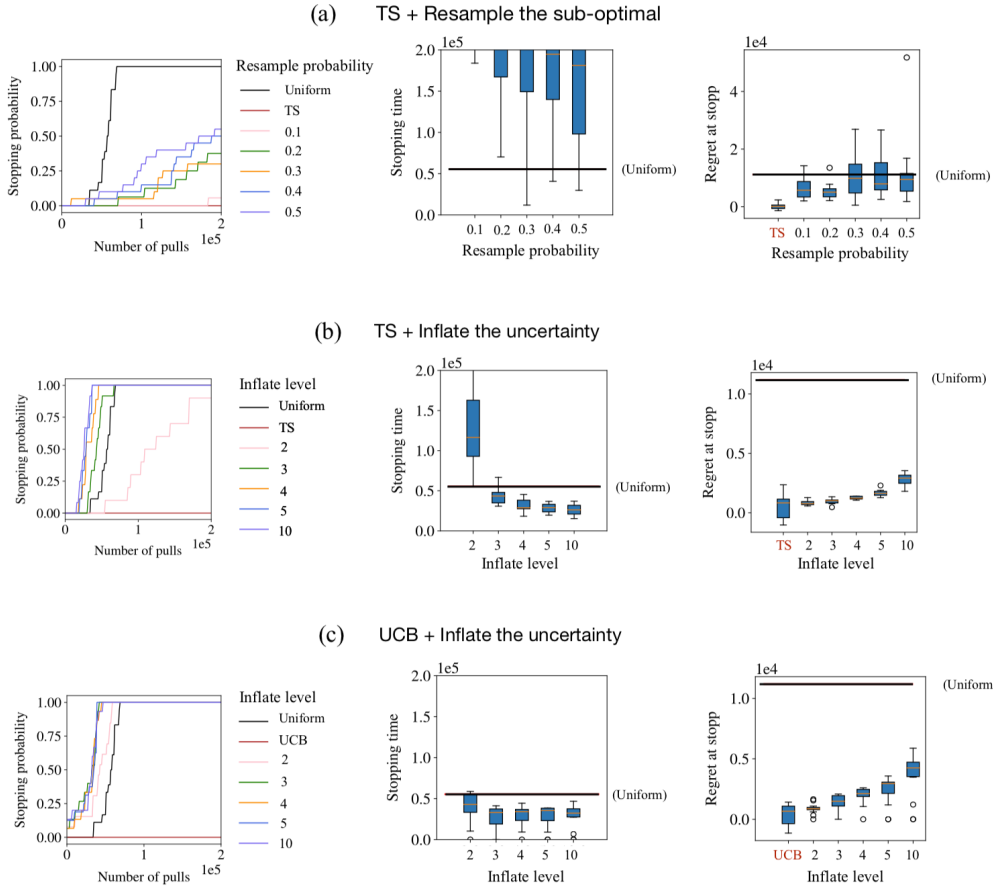 (a) TS + Resample the sub-optimal
Stopping probability
1.00
0.75
0.50
0.25
0.00
0 1 2
1e5
Number of pulls
Resample probability
Uniform
TS
0.1
0.2
0.3
0.4
0.5
1e5
Stopping time
2.0
1.5
1.0
0.5
0.0
0.1 0.2 0.3 0.4 0.5
Resample probability
(Uniform)
1e4
Regret at stopp
4
2
0
TS 0.1 0.2 0.3 0.4 0.5
Resample probability
(Uniform)
(b) TS + Inflate the uncertainty
Stopping probability
1.00
0.75
0.50
0.25
0.00
0 1 2
1e5
Number of pulls
Inflate level
Uniform
TS
2
3
4
5
10
1e5
Stopping time
2.0
1.5
1.0
0.5
0.0
2 3 4 5 10
Inflate level
(Uniform)
1e4
Regret at stopp
1.0
0.5
0.0
TS 2 3 4 5 10
Inflate level
(Uniform)
(c) UCB + Inflate the uncertainty
Stopping probability
1.00
0.75
0.50
0.25
0.00
0 1 2
1e5
Number of pulls
Inflate level
Uniform
UCB
2
3
4
5
10
1e5
Stopping time
2.0
1.5
1.0
0.5
0.0
2 3 4 5 10
Inflate level
(Uniform)
1e4
Regret at stopp
1.0
0.5
0.0
UCB 2 3 4 5 10
Inflate level
(Uniform